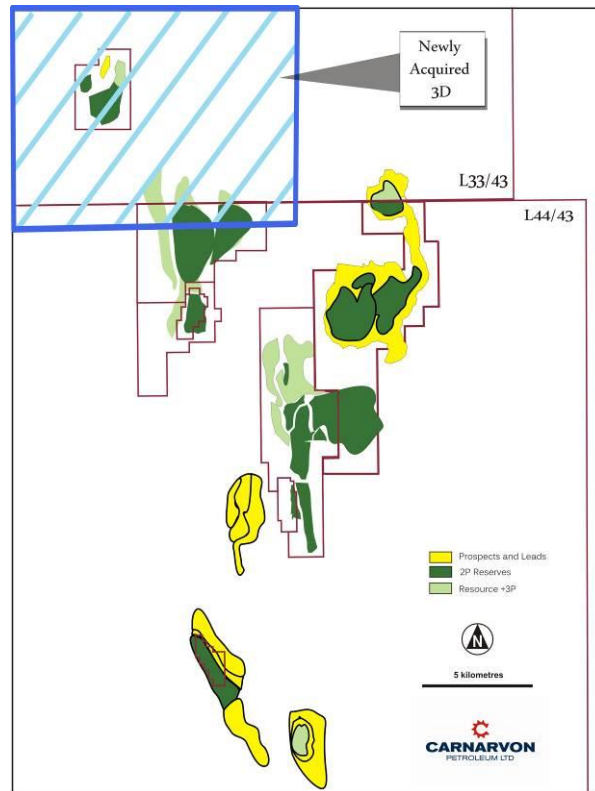 Newly
Acquired
3D
L33/43
L44/43
Prospects and Leads
2P Reserves
Resource +3P
N
5 kilometres
CARNARVON
PETROLEUM LTD